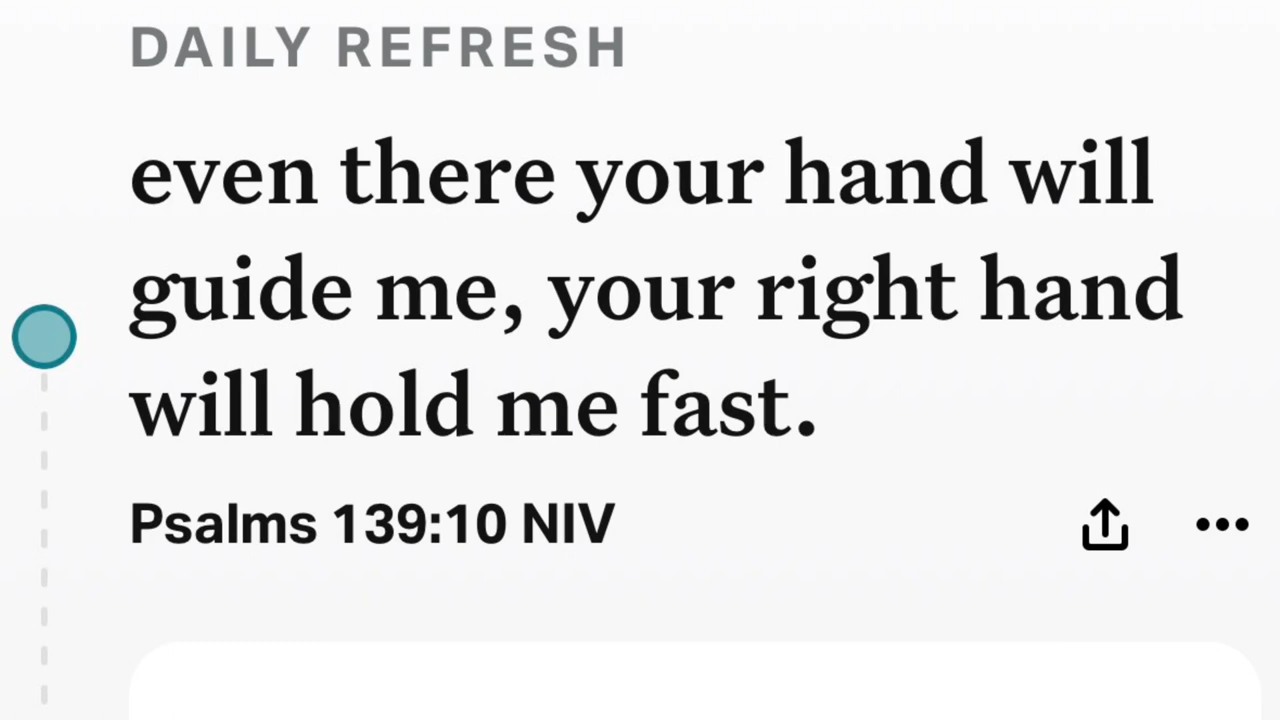 DAILY REFRESH
even there your hand will
guide me, your right hand
will hold me fast.
Psalms 139:10 NIV